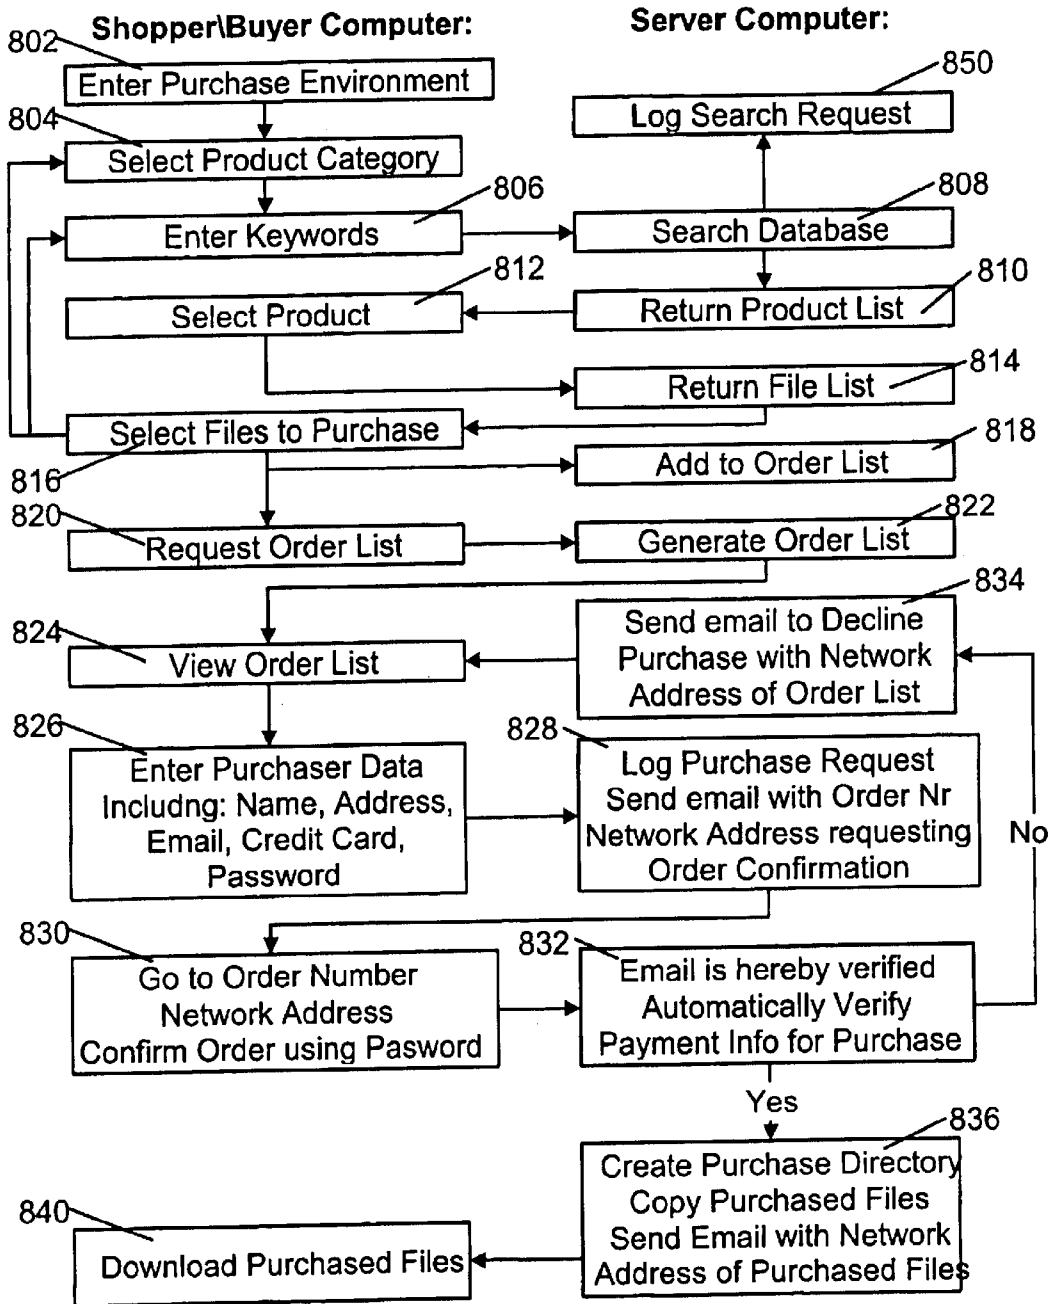 Shopper\Buyer Computer:
Server Computer:
802
Enter Purchase Environment
850
Log Search Request
804
Select Product Category
806
Enter Keywords
808
Search Database
812
Select Product
810
Return Product List
814
Return File List
Select Files to Purchase
816
818
Add to Order List
820
Request Order List
822
Generate Order List
834
Send email to Decline
Purchase with Network
Address of Order List
824
View Order List
826
Enter Purchaser Data
Includng: Name, Address,
Email, Credit Card,
Password
828
Log Purchase Request
Send email with Order Nr
Network Address requesting
Order Confirmation
No
830
Go to Order Number
Network Address
Confirm Order using Pasword
832
Email is hereby verified
Automatically Verify
Payment Info for Purchase
Yes
836
Create Purchase Directory
Copy Purchased Files
Send Email with Network
Address of Purchased Files
840
Download Purchased Files